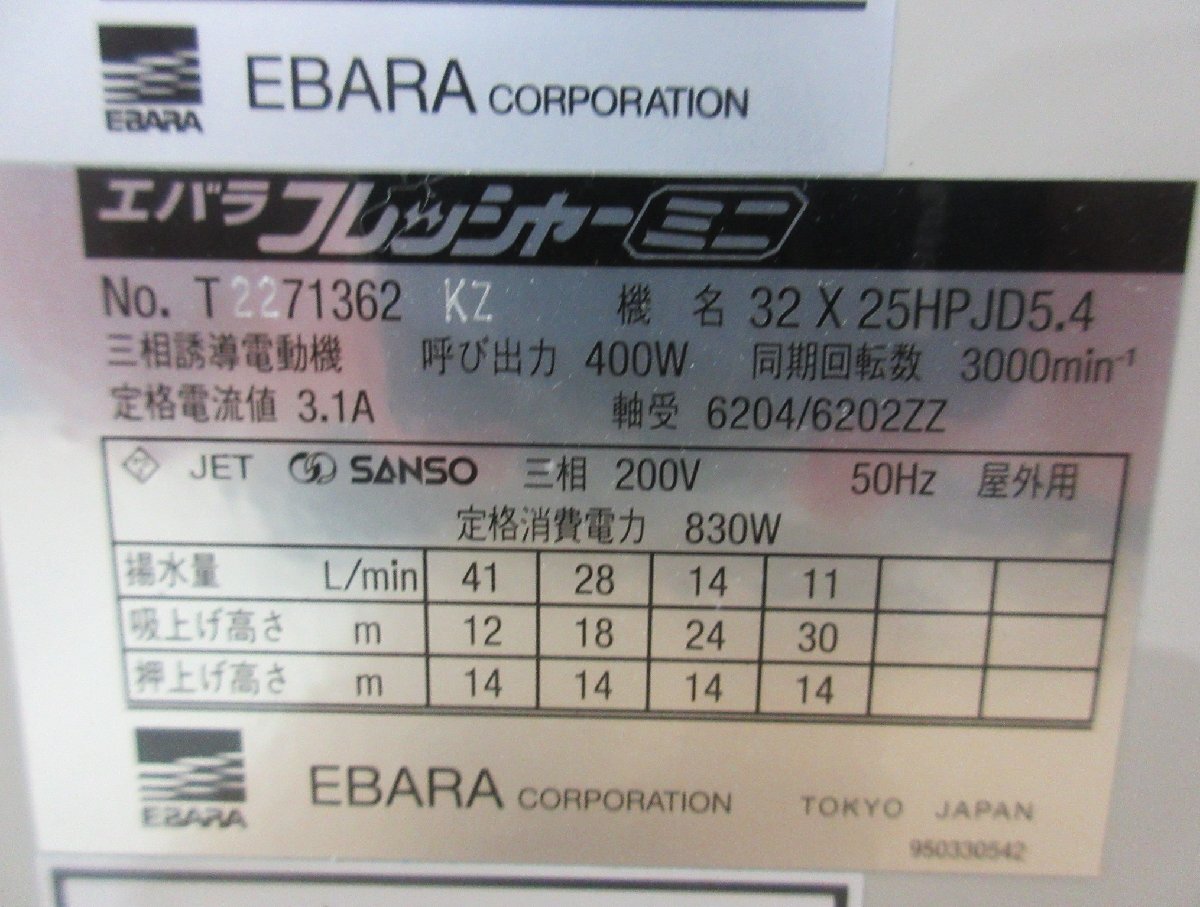 EBARA
EBARA CORPORATION
エバラ フレッシャーミニ
No. T2271362 KZ 機 名 32 X 25HPJD5.4
三相誘導電動機 呼び出力 400W 同期回転数 3000min⁻¹
定格電流値 3.1A 軸受 6204/6202ZZ
JET SANSO 三相 200V 50Hz 屋外用
定格消費電力 830W
揚水量 L/min 41 28 14 11
吸上げ高さ m 12 18 24 30
押上げ高さ m 14 14 14 14
EBARA
EBARA CORPORATION TOKYO JAPAN
950330542